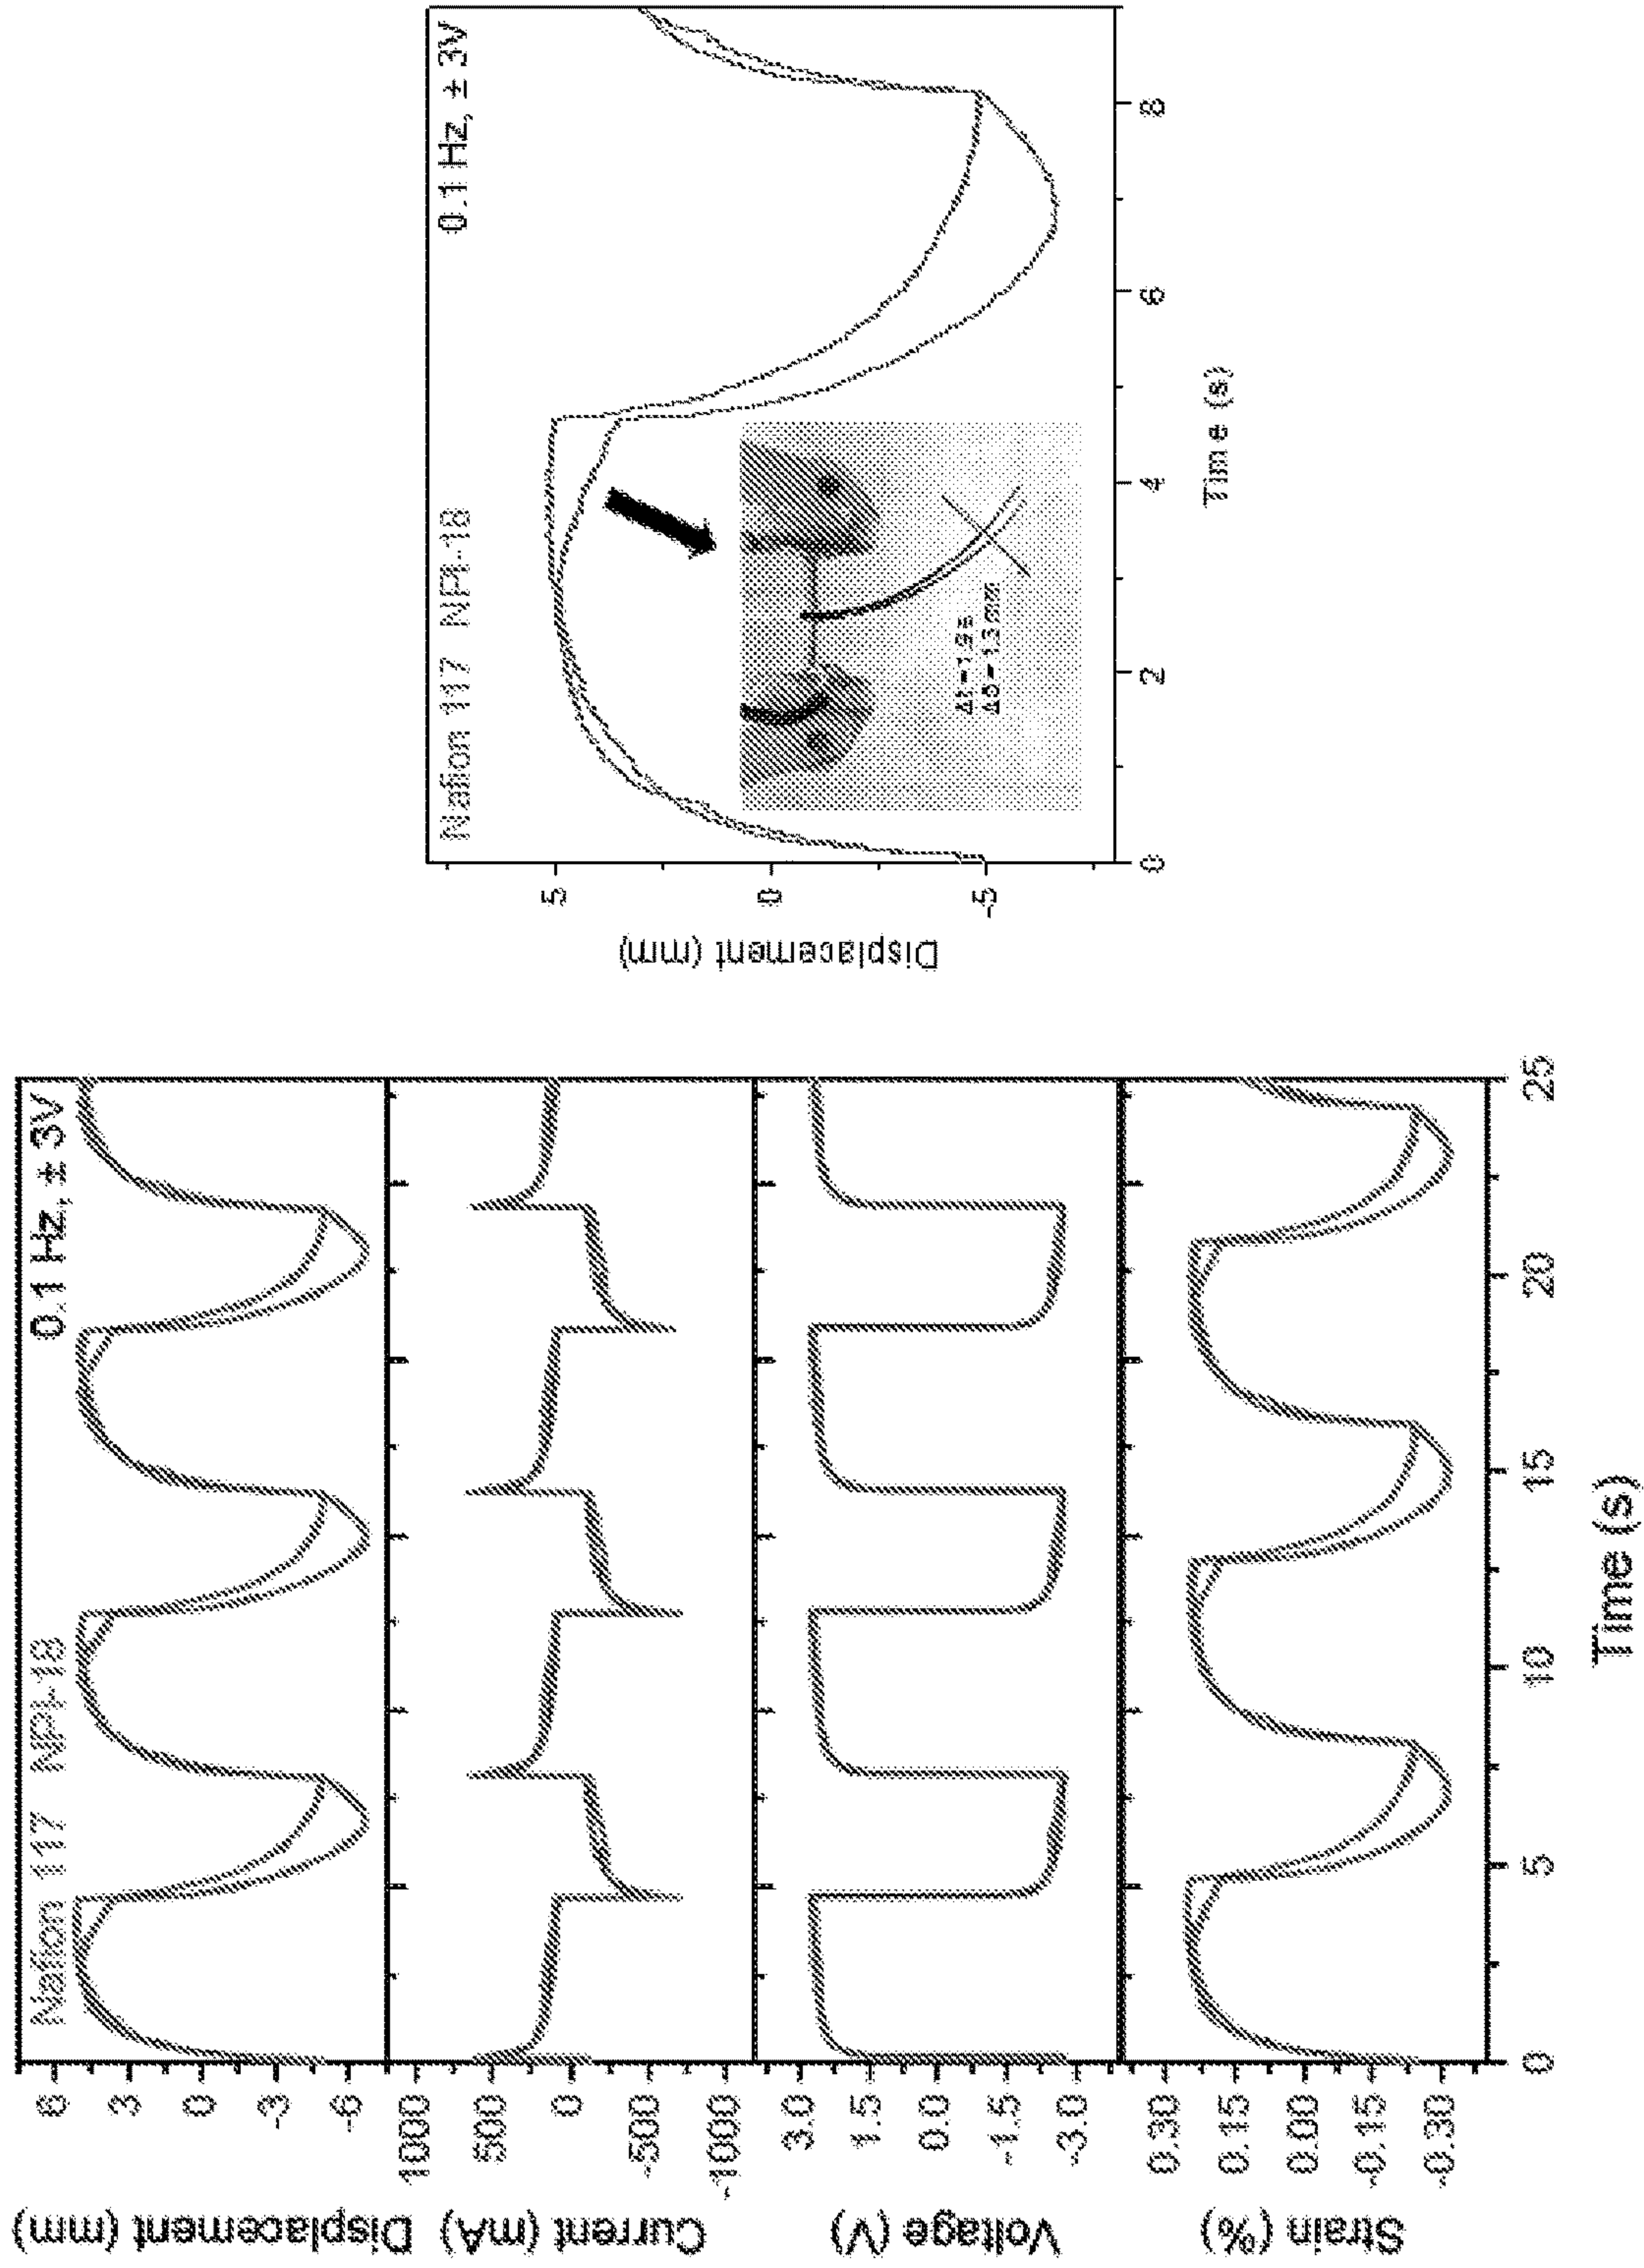 Nafion 117 NPI-18
0.1 Hz, ± 3V
Displacement (mm)
6
3
0
-3
-6
Current (mA)
1000
500
0
-500
-1000
Voltage (V)
3.0
1.5
0.0
-1.5
-3.0
Strain (%)
0.30
0.15
0.00
-0.15
-0.30
0 5 10 15 20 25
Time (s)
Nafion 117 NPI-18
0.1 Hz, ± 3V
Displacement (mm)
5
0
-5
0 2 4 6 8
Time (s)